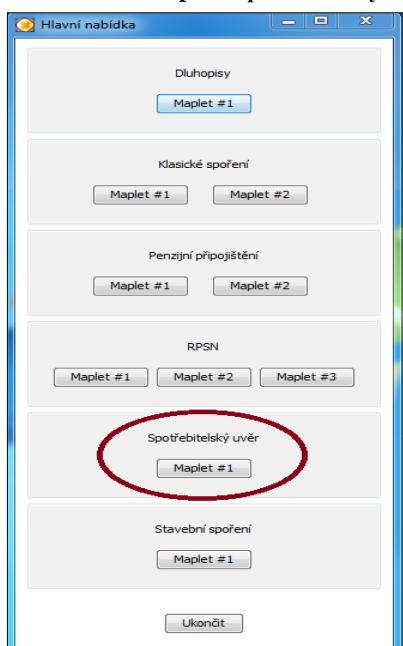 Hlavní nabídka
Dluhopisy
Maplet #1
Klasické spoření
Maplet #1 Maplet #2
Penzijní připojištění
Maplet #1 Maplet #2
RPSN
Maplet #1 Maplet #2 Maplet #3
Spotřebitelský uvěr
Maplet #1
Stavební spoření
Maplet #1
Ukončit